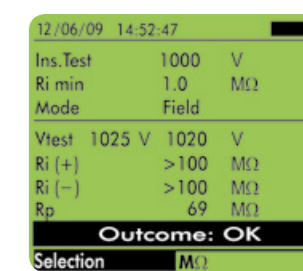 12/06/09 14:52:47
Ins.Test 1000 V
Ri min 1.0 MΩ
Mode Field
Vtest 1025 V 1020 V
Ri (+) >100 MΩ
Ri (−) >100 MΩ
Rp 69 MΩ
Outcome: OK
Selection MΩ